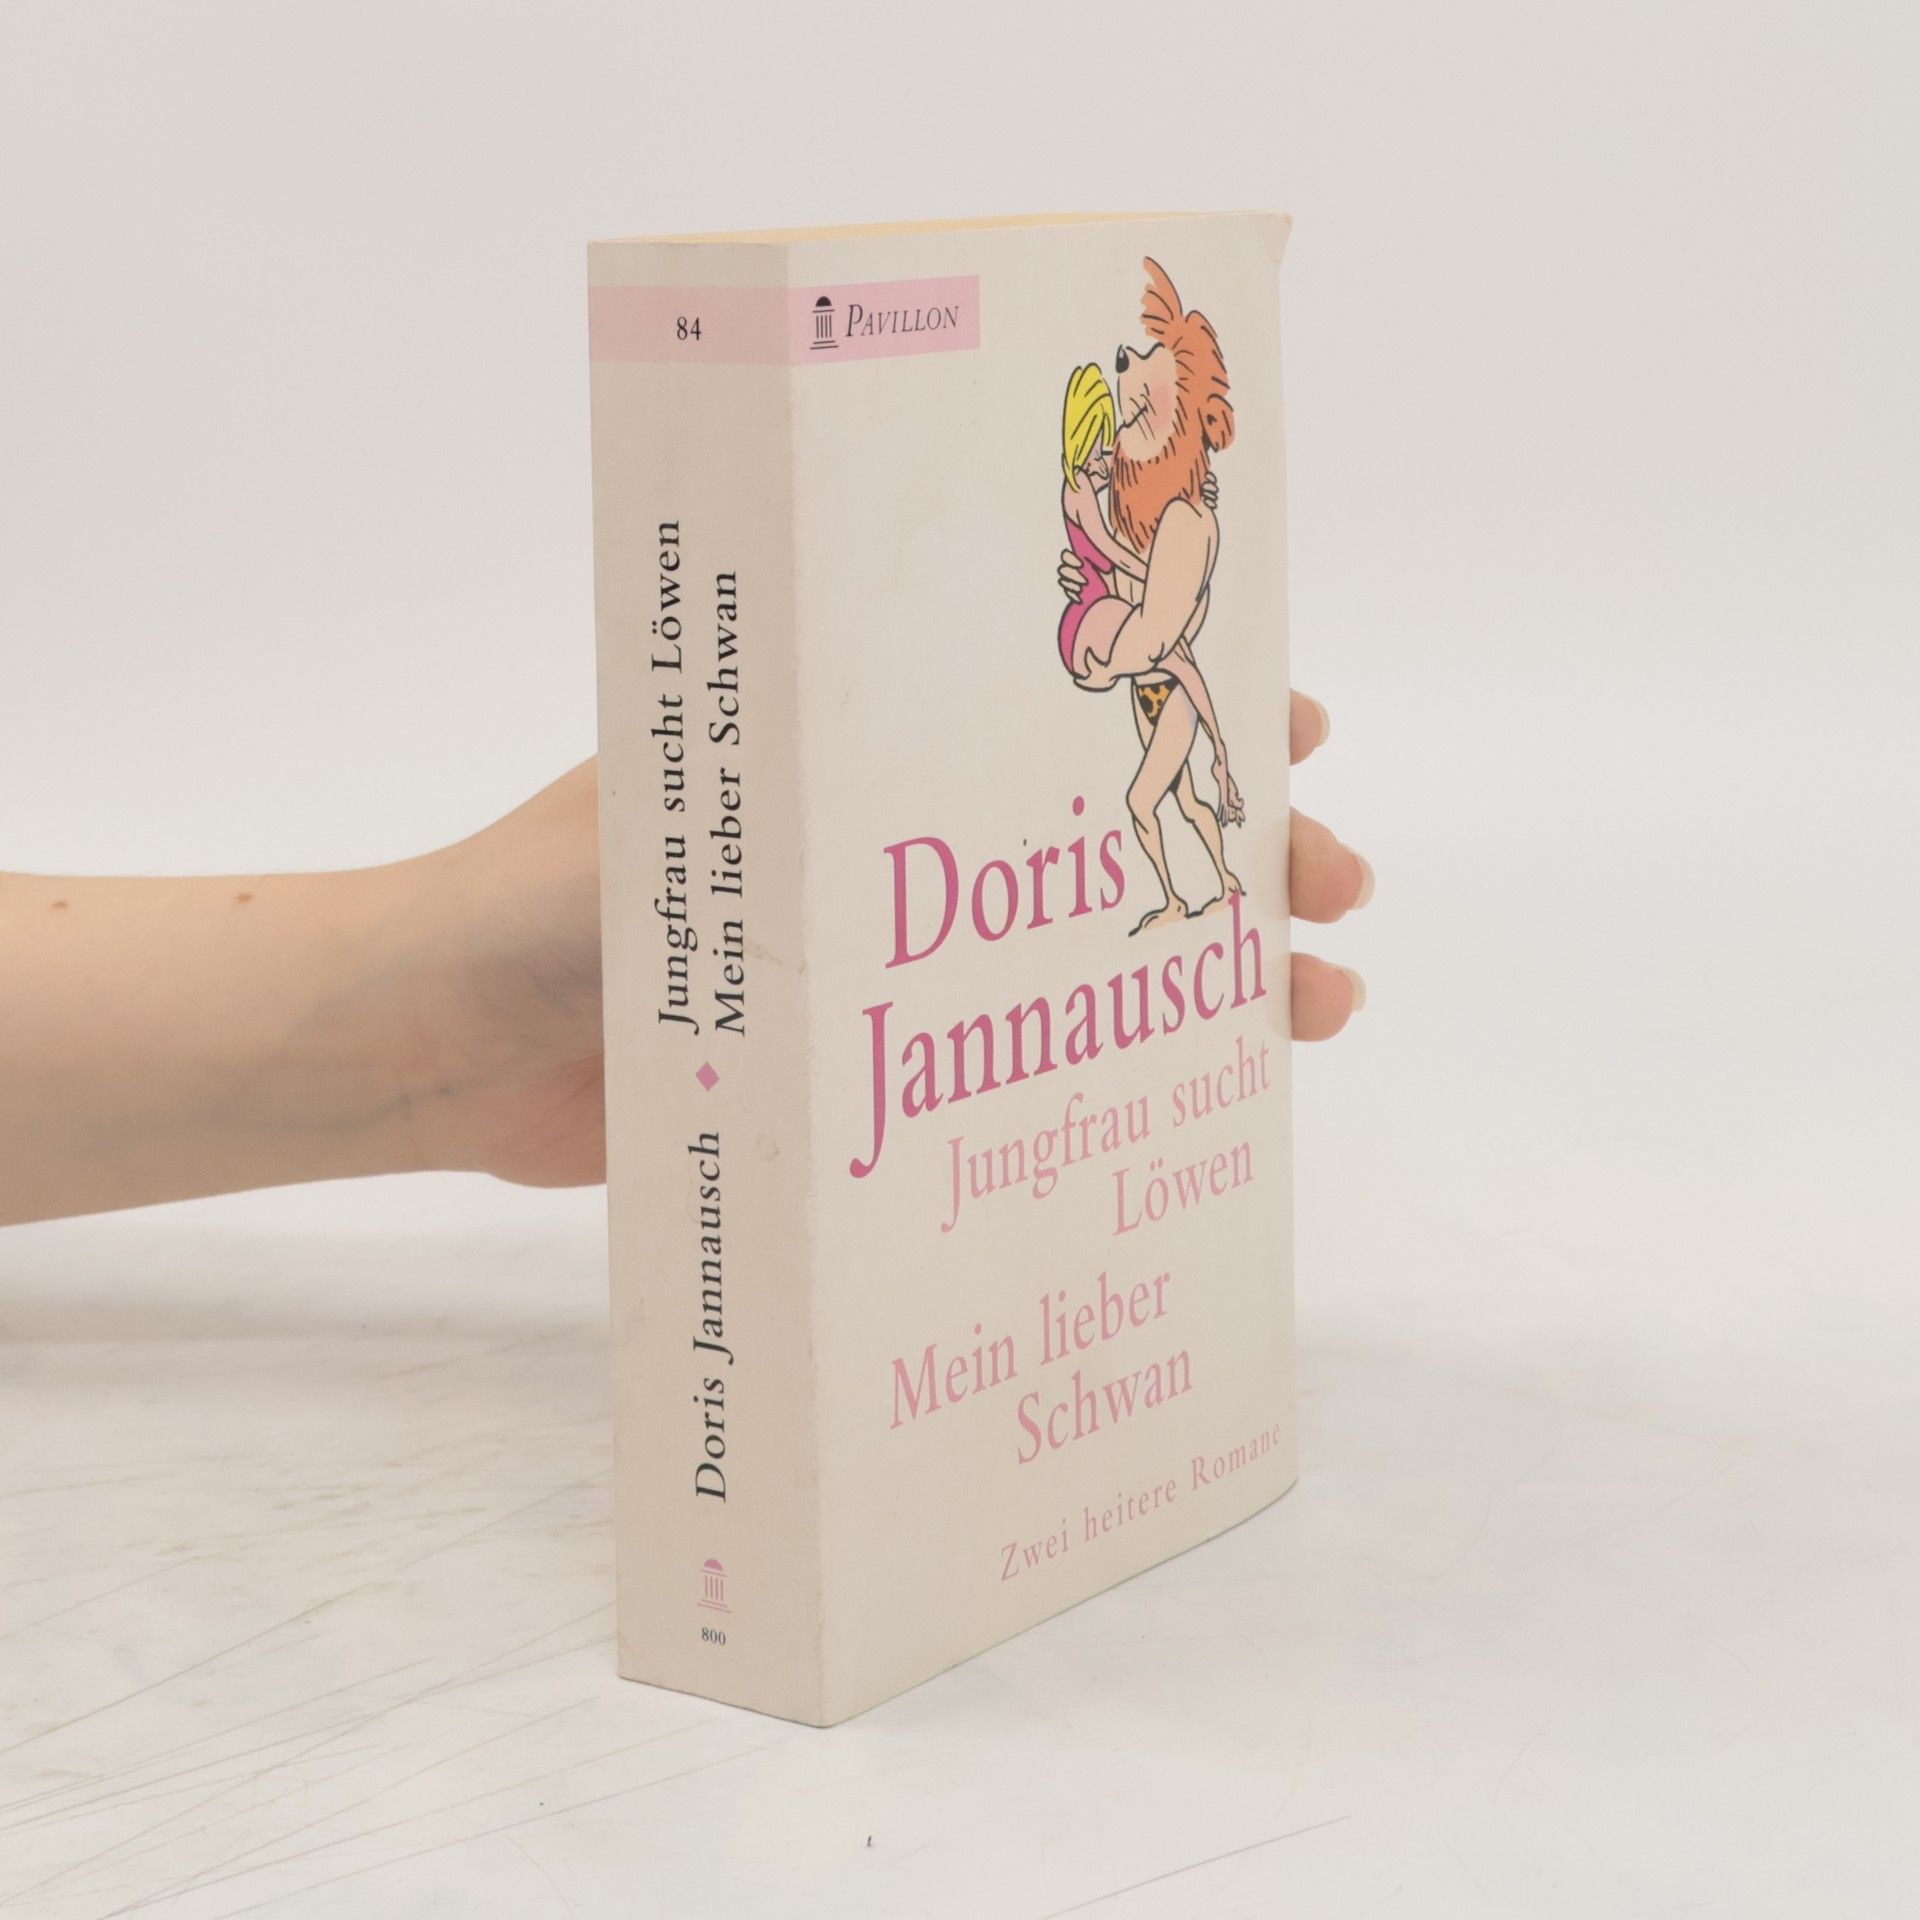 84
Jungfrau sucht Löwen
Mein lieber Schwan
Doris Jannausch
800
PAVILLON
Doris
Jannausch
Jungfrau sucht
Löwen
Mein lieber
Schwan
Zwei heitere Romane